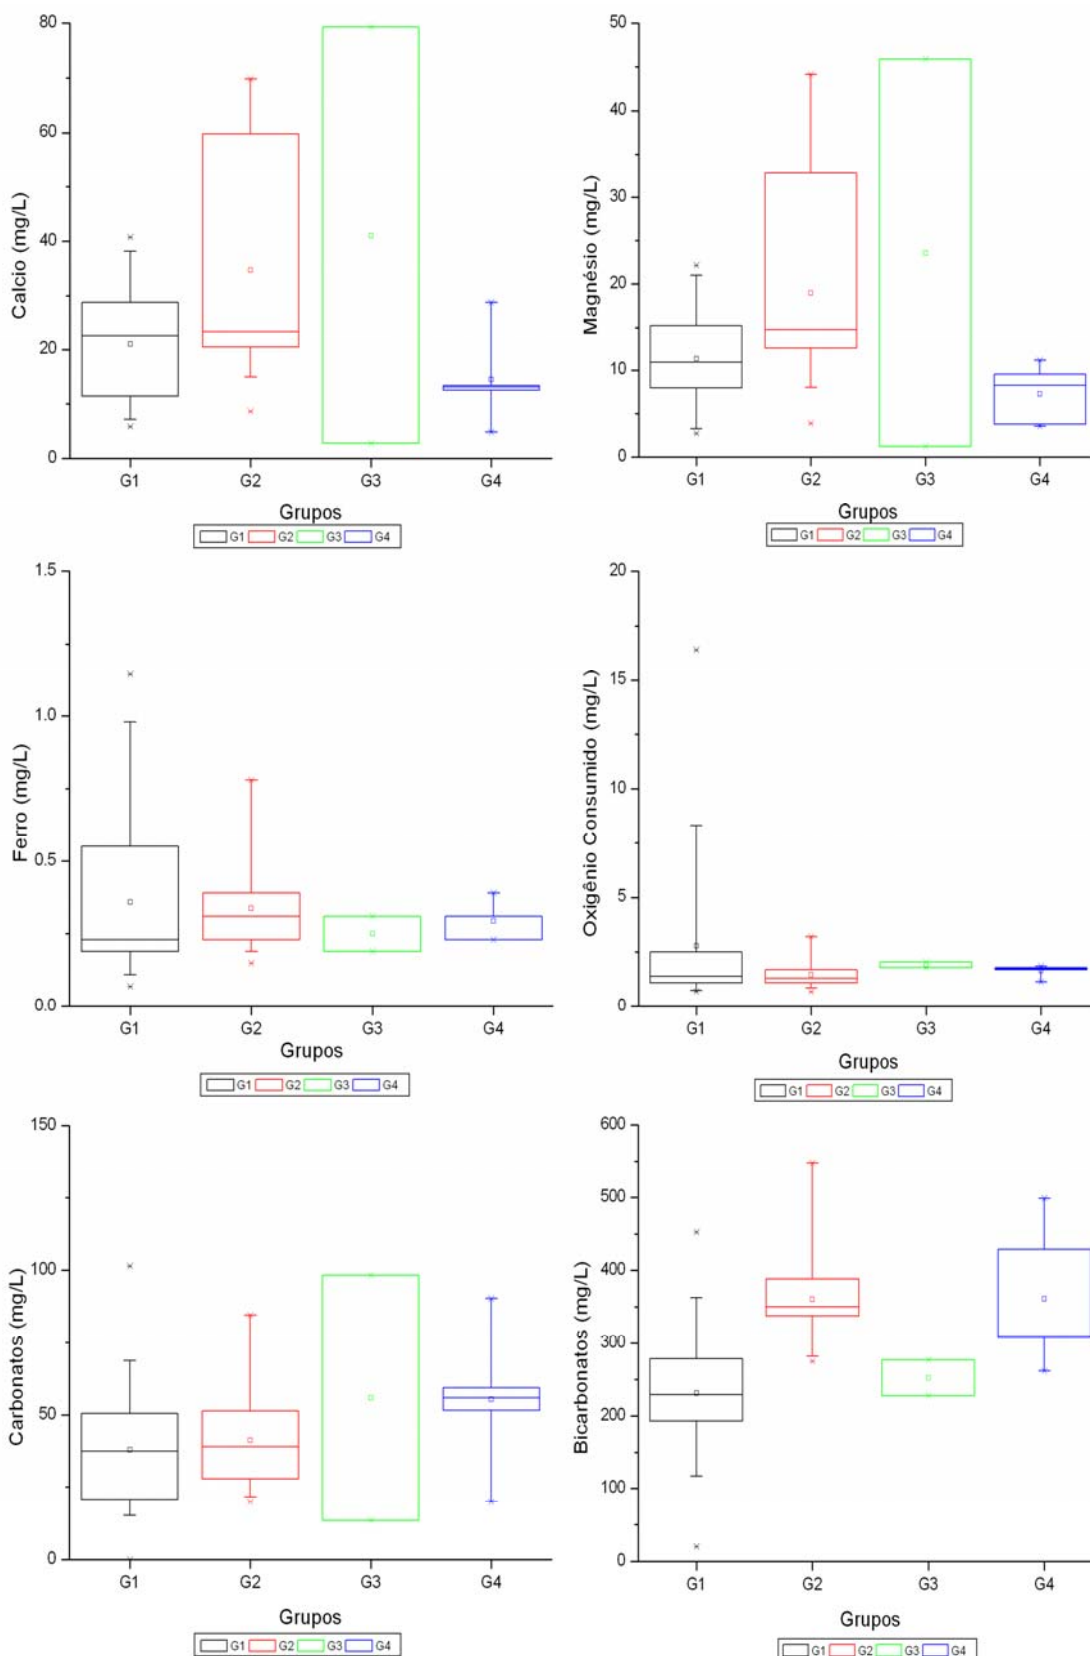 80
60
40
20
0
Calcio (mg/L)
G1 G2 G3 G4
Grupos
G1 G2 G3 G4
50
40
30
20
10
0
Magnésio (mg/L)
G1 G2 G3 G4
Grupos
G1 G2 G3 G4
1.5
1.0
0.5
0.0
Ferro (mg/L)
G1 G2 G3 G4
Grupos
G1 G2 G3 G4
20
15
10
5
0
Oxigênio Consumido (mg/L)
G1 G2 G3 G4
Grupos
G1 G2 G3 G4
150
100
50
0
Carbonatos (mg/L)
G1 G2 G3 G4
Grupos
G1 G2 G3 G4
600
500
400
300
200
100
0
Bicarbonatos (mg/L)
G1 G2 G3 G4
Grupos
G1 G2 G3 G4